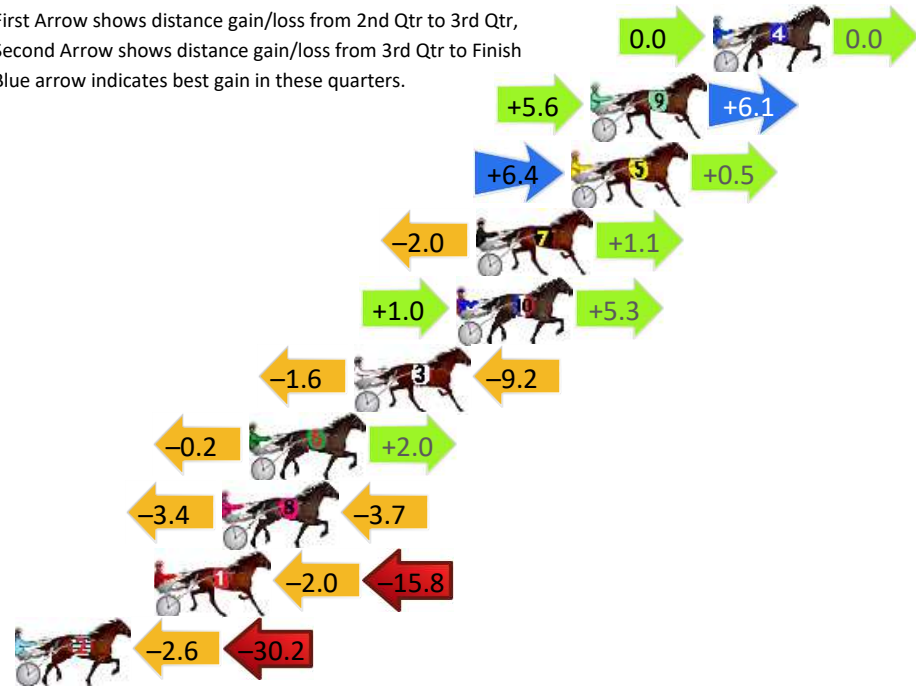 First Arrow shows distance gain/loss from 2nd Qtr to 3rd Qtr,
Second Arrow shows distance gain/loss from 3rd Qtr to Finish
Blue arrow indicates best gain in these quarters.
0.0 4 0.0
+5.6 9 +6.1
+6.4 5 +0.5
–2.0 7 +1.1
+1.0 10 +5.3
–1.6 3 –9.2
–0.2 6 +2.0
–3.4 8 –3.7
1 –2.0 –15.8
2 –2.6 –30.2